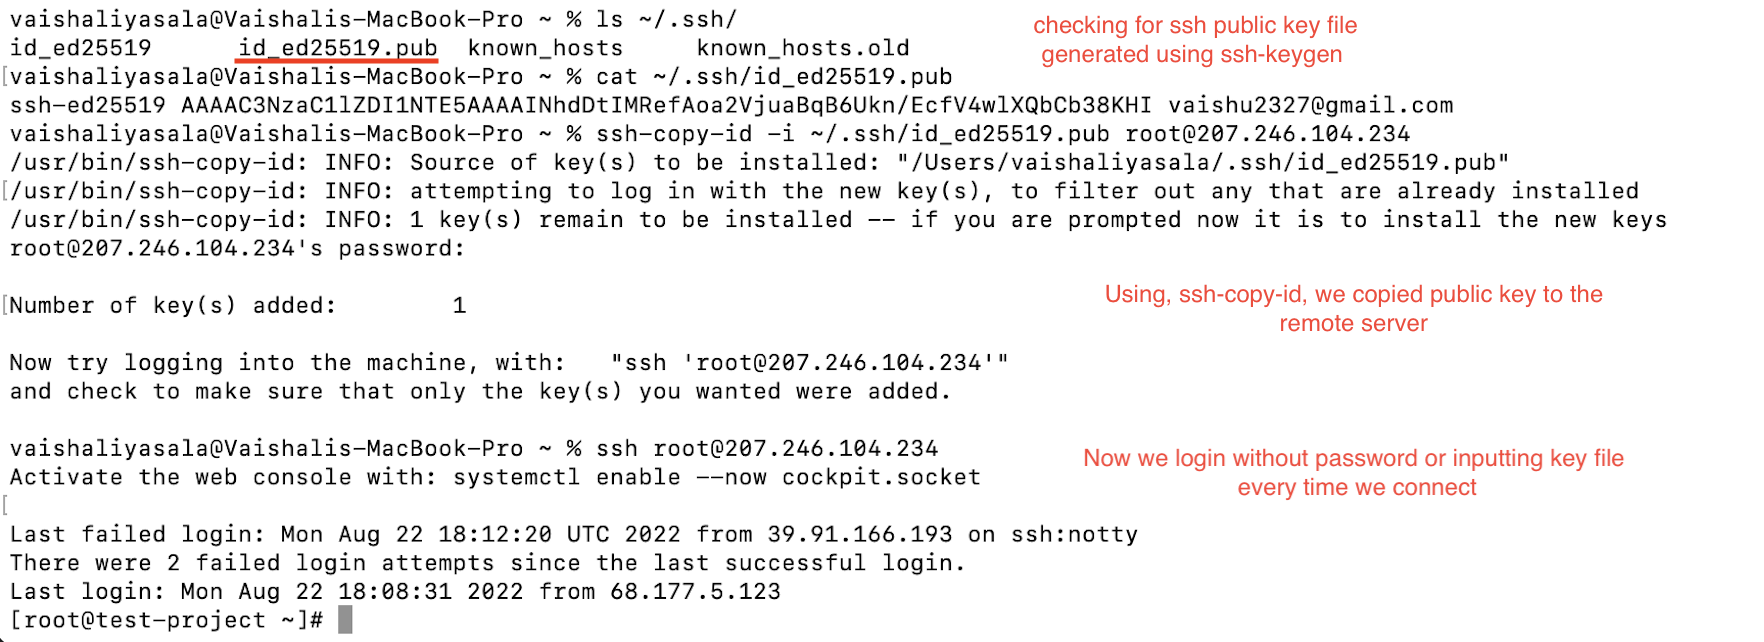 vaishaliyasala@Vaishalis-MacBook-Pro ~ % ls ~/.ssh/
checking for ssh public key file
generated using ssh-keygen
id_ed25519 id_ed25519.pub known_hosts known_hosts.old
[vaishaliyasala@Vaishalis-MacBook-Pro ~ % cat ~/.ssh/id_ed25519.pub
ssh-ed25519 AAAAC3NzaC1lZDI1NTE5AAAAINhdDtIMRefAoa2VjuaBqB6Ukn/EcfV4wlXQbCb38KHI vaishu2327@gmail.com
vaishaliyasala@Vaishalis-MacBook-Pro ~ % ssh-copy-id -i ~/.ssh/id_ed25519.pub root@207.246.104.234
/usr/bin/ssh-copy-id: INFO: Source of key(s) to be installed: "/Users/vaishaliyasala/.ssh/id_ed25519.pub"
[/usr/bin/ssh-copy-id: INFO: attempting to log in with the new key(s), to filter out any that are already installed
/usr/bin/ssh-copy-id: INFO: 1 key(s) remain to be installed -- if you are prompted now it is to install the new keys
root@207.246.104.234's password:
[Number of key(s) added: 1
Using, ssh-copy-id, we copied public key to the
remote server
Now try logging into the machine, with: "ssh 'root@207.246.104.234'"
and check to make sure that only the key(s) you wanted were added.
vaishaliyasala@Vaishalis-MacBook-Pro ~ % ssh root@207.246.104.234
Now we login without password or inputting key file
every time we connect
Activate the web console with: systemctl enable --now cockpit.socket
[
Last failed login: Mon Aug 22 18:12:20 UTC 2022 from 39.91.166.193 on ssh:notty
There were 2 failed login attempts since the last successful login.
Last login: Mon Aug 22 18:08:31 2022 from 68.177.5.123
[root@test-project ~]#